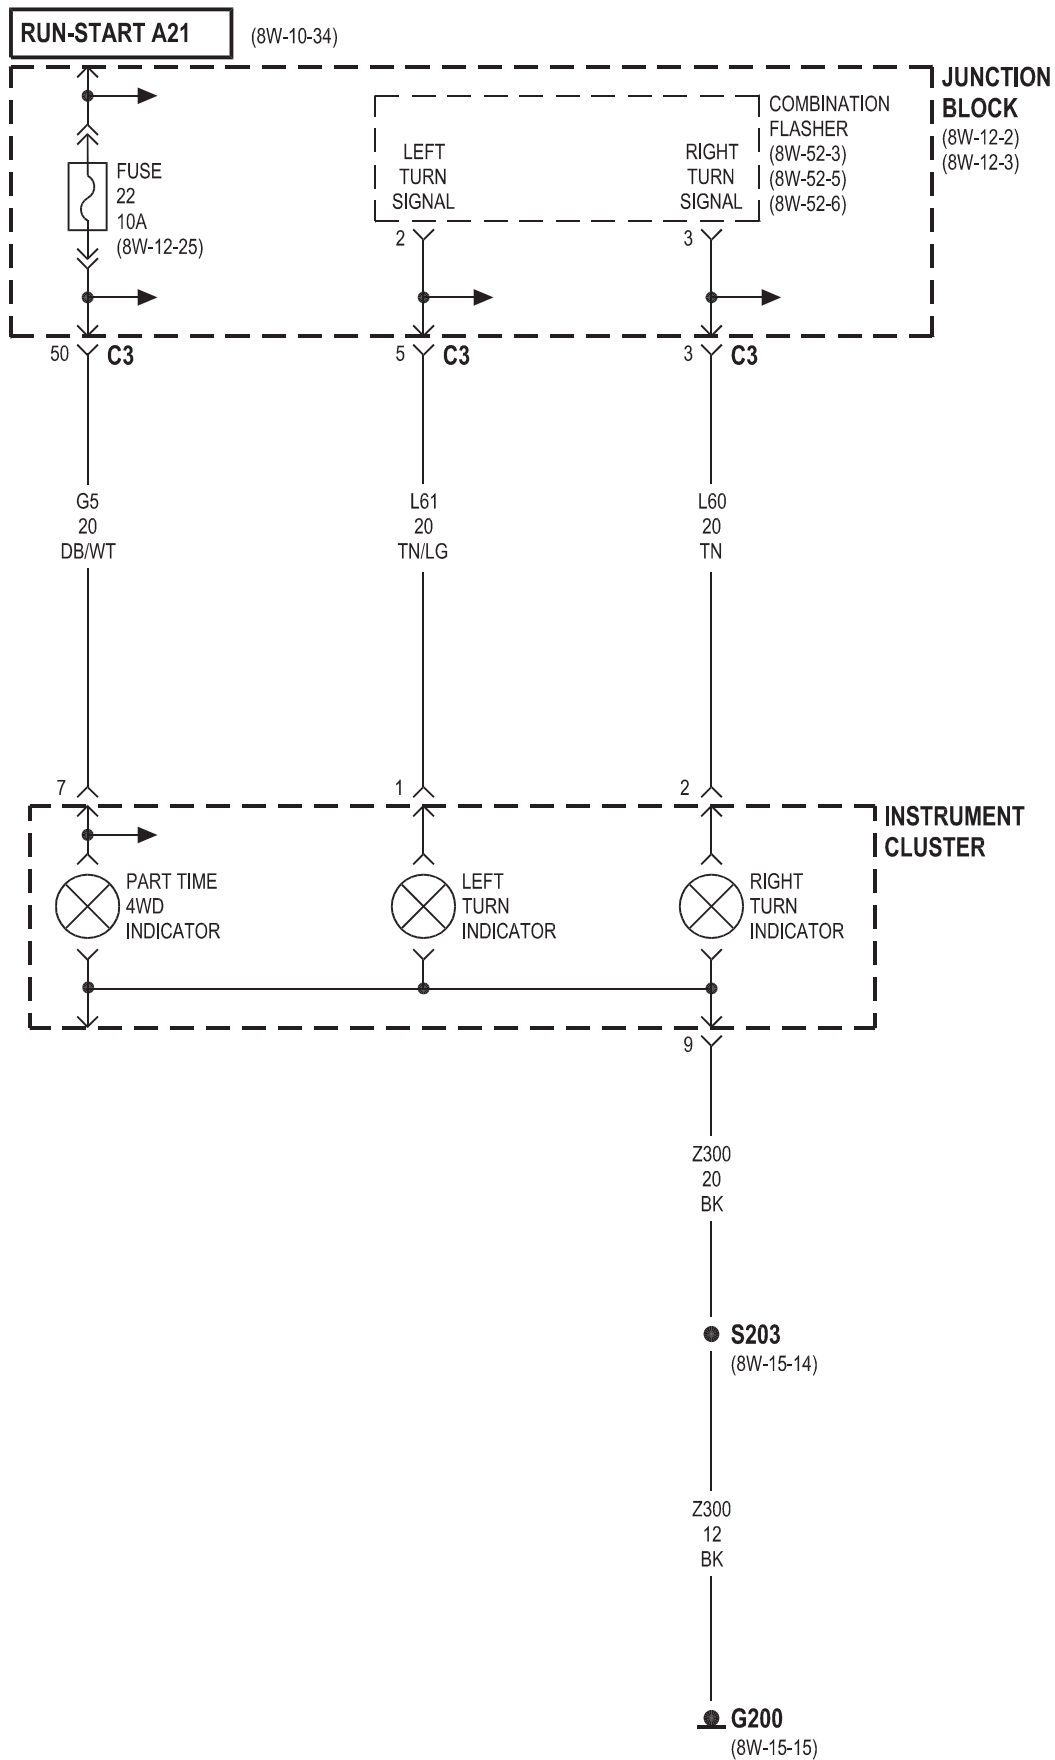 RUN-START A21
(8W-10-34)
JUNCTION
BLOCK
(8W-12-2)
(8W-12-3)
COMBINATION
FLASHER
(8W-52-3)
(8W-52-5)
(8W-52-6)
LEFT
TURN
SIGNAL
RIGHT
TURN
SIGNAL
FUSE
22
10A
(8W-12-25)
2
3
50 C3
5 C3
3 C3
G5
20
DB/WT
L61
20
TN/LG
L60
20
TN
7
1
2
INSTRUMENT
CLUSTER
PART TIME
4WD
INDICATOR
LEFT
TURN
INDICATOR
RIGHT
TURN
INDICATOR
9
Z300
20
BK
S203
(8W-15-14)
Z300
12
BK
G200
(8W-15-15)